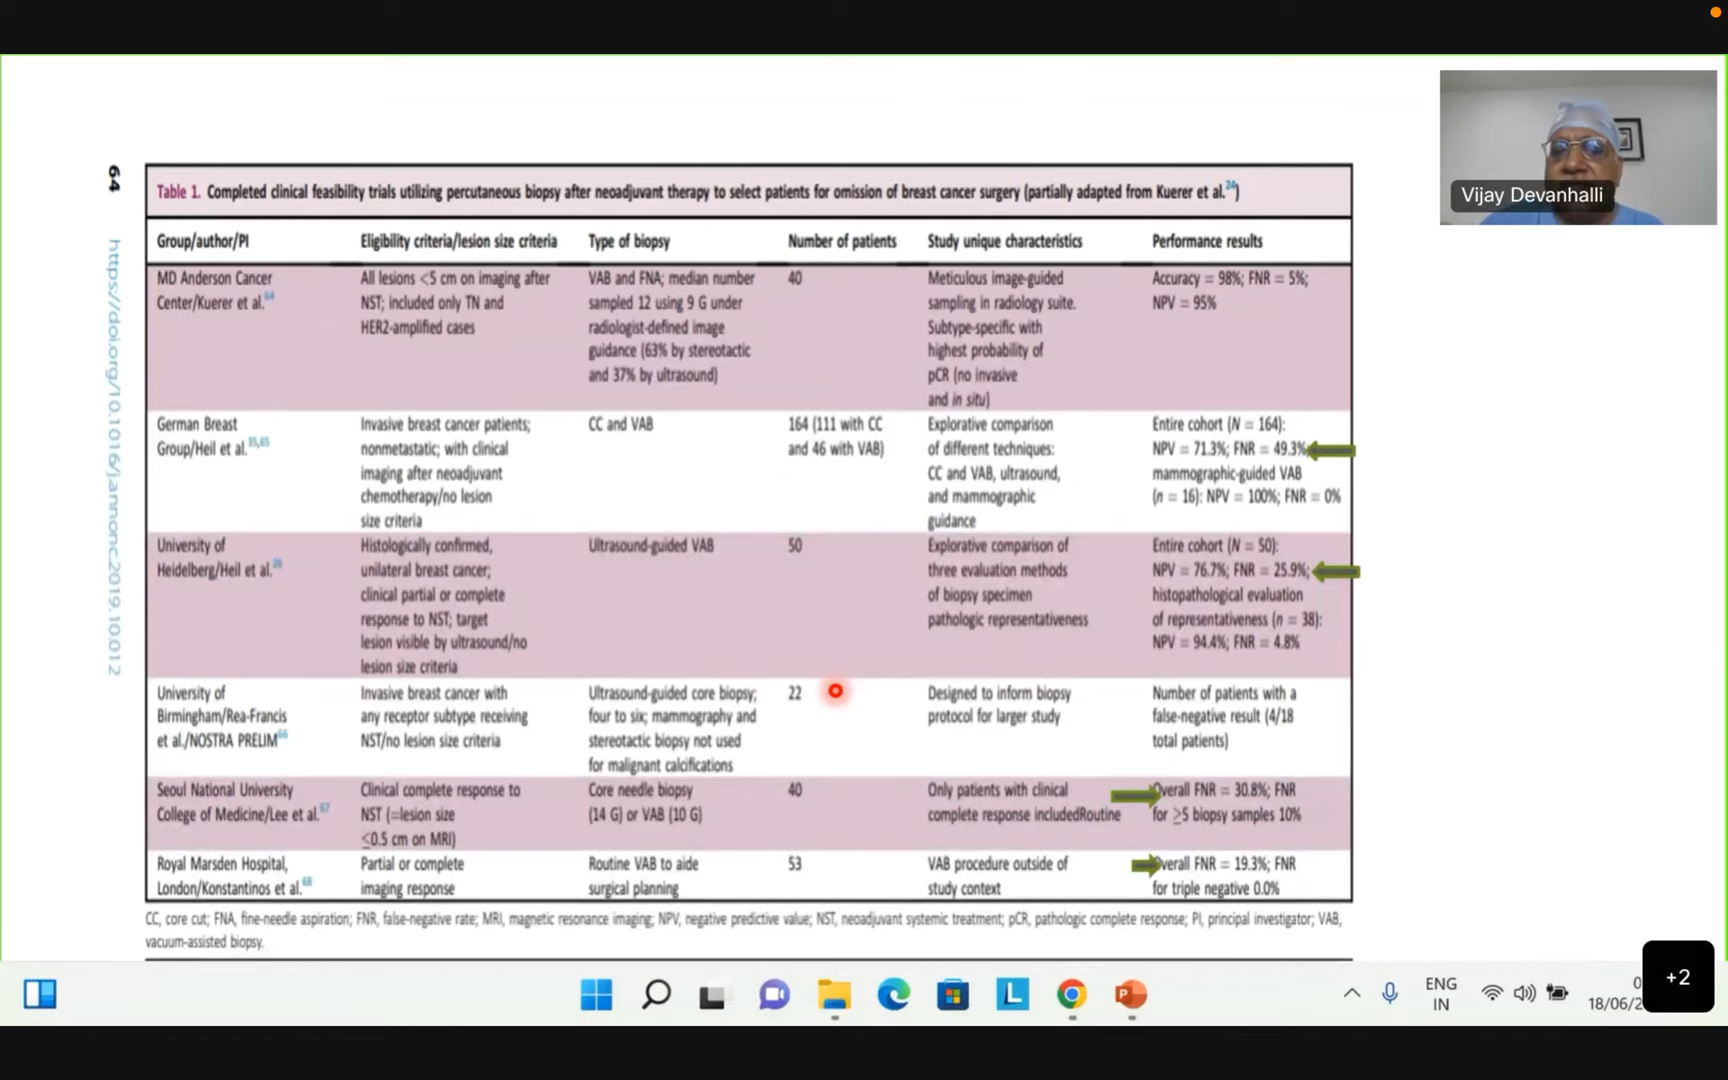 Vijay Devanhalli
64
https://doi.org/10.1016/j.annonc.2019.10.012
Table 1. Completed clinical feasibility trials utilizing percutaneous biopsy after neoadjuvant therapy to select patients for omission of breast cancer surgery (partially adapted from Kuerer et al.24)
Group/author/PI Eligibility criteria/lesion size criteria Type of biopsy Number of patients Study unique characteristics Performance results
MD Anderson Cancer
Center/Kuerer et al.64
All lesions <5 cm on imaging after
NST; included only TN and
HER2-amplified cases
VAB and FNA; median number
sampled 12 using 9 G under
radiologist-defined image
guidance (63% by stereotactic
and 37% by ultrasound)
40
Meticulous image-guided
sampling in radiology suite.
Subtype-specific with
highest probability of
pCR (no invasive
and in situ)
Accuracy = 98%; FNR = 5%;
NPV = 95%
German Breast
Group/Heil et al.35,65
Invasive breast cancer patients;
nonmetastatic; with clinical
imaging after neoadjuvant
chemotherapy/no lesion
size criteria
CC and VAB
164 (111 with CC
and 46 with VAB)
Explorative comparison
of different techniques:
CC and VAB, ultrasound,
and mammographic
guidance
Entire cohort (N = 164):
NPV = 71.3%; FNR = 49.3%
mammographic-guided VAB
(n = 16): NPV = 100%; FNR = 0%
University of
Heidelberg/Heil et al.
Histologically confirmed,
unilateral breast cancer;
clinical partial or complete
response to NST; target
lesion visible by ultrasound/no
lesion size criteria
Ultrasound-guided VAB
50
Explorative comparison of
three evaluation methods
of biopsy specimen
pathologic representativeness
Entire cohort (N = 50):
NPV = 76.7%; FNR = 25.9%;
histopathological evaluation
of representativeness (n = 38):
NPV = 94.4%; FNR = 4.8%
University of
Birmingham/Rea-Francis
et al./NOSTRA PRELIM66
Invasive breast cancer with
any receptor subtype receiving
NST/no lesion size criteria
Ultrasound-guided core biopsy;
four to six; mammography and
stereotactic biopsy not used
for malignant calcifications
22
Designed to inform biopsy
protocol for larger study
Number of patients with a
false-negative result (4/18
total patients)
Seoul National University
College of Medicine/Lee et al.67
Clinical complete response to
NST (=lesion size
≤0.5 cm on MRI)
Core needle biopsy
(14 G) or VAB (10 G)
40
Only patients with clinical
complete response includedRoutine
Overall FNR = 30.8%; FNR
for ≥5 biopsy samples 10%
Royal Marsden Hospital,
London/Konstantinos et al.68
Partial or complete
imaging response
Routine VAB to aide
surgical planning
53
VAB procedure outside of
study context
Overall FNR = 19.3%; FNR
for triple negative 0.0%
CC, core cut; FNA, fine-needle aspiration; FNR, false-negative rate; MRI, magnetic resonance imaging; NPV, negative predictive value; NST, neoadjuvant systemic treatment; pCR, pathologic complete response; PI, principal investigator; VAB,
vacuum-assisted biopsy.
ENG
IN
0
18/06/2
+2